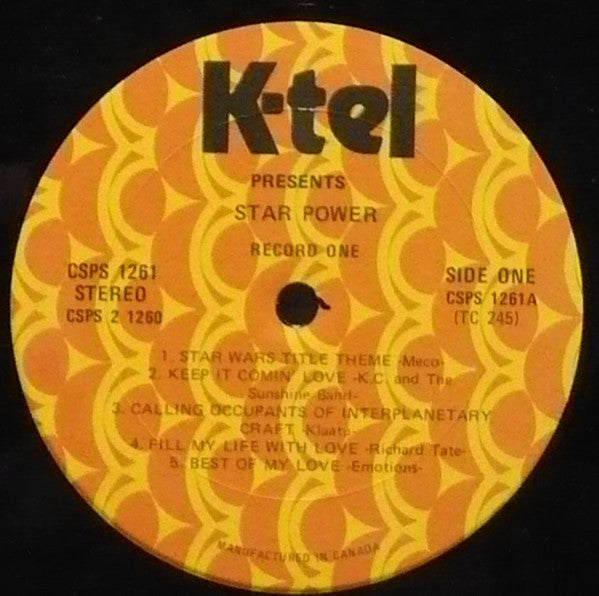 K-tel
PRESENTS
STAR POWER
RECORD ONE
CSPS 1261
STEREO
CSPS 2 1260
SIDE ONE
CSPS 1261A
(TC 245)
1. STAR WARS TITLE THEME -Meco-
2. KEEP IT COMIN' LOVE -K.C. and The
Sunshine Band-
3. CALLING OCCUPANTS OF INTERPLANETARY
CRAFT -Klaatu-
4. FILL MY LIFE WITH LOVE -Richard Tate-
5. BEST OF MY LOVE -Emotions-
MANUFACTURED IN CANADA